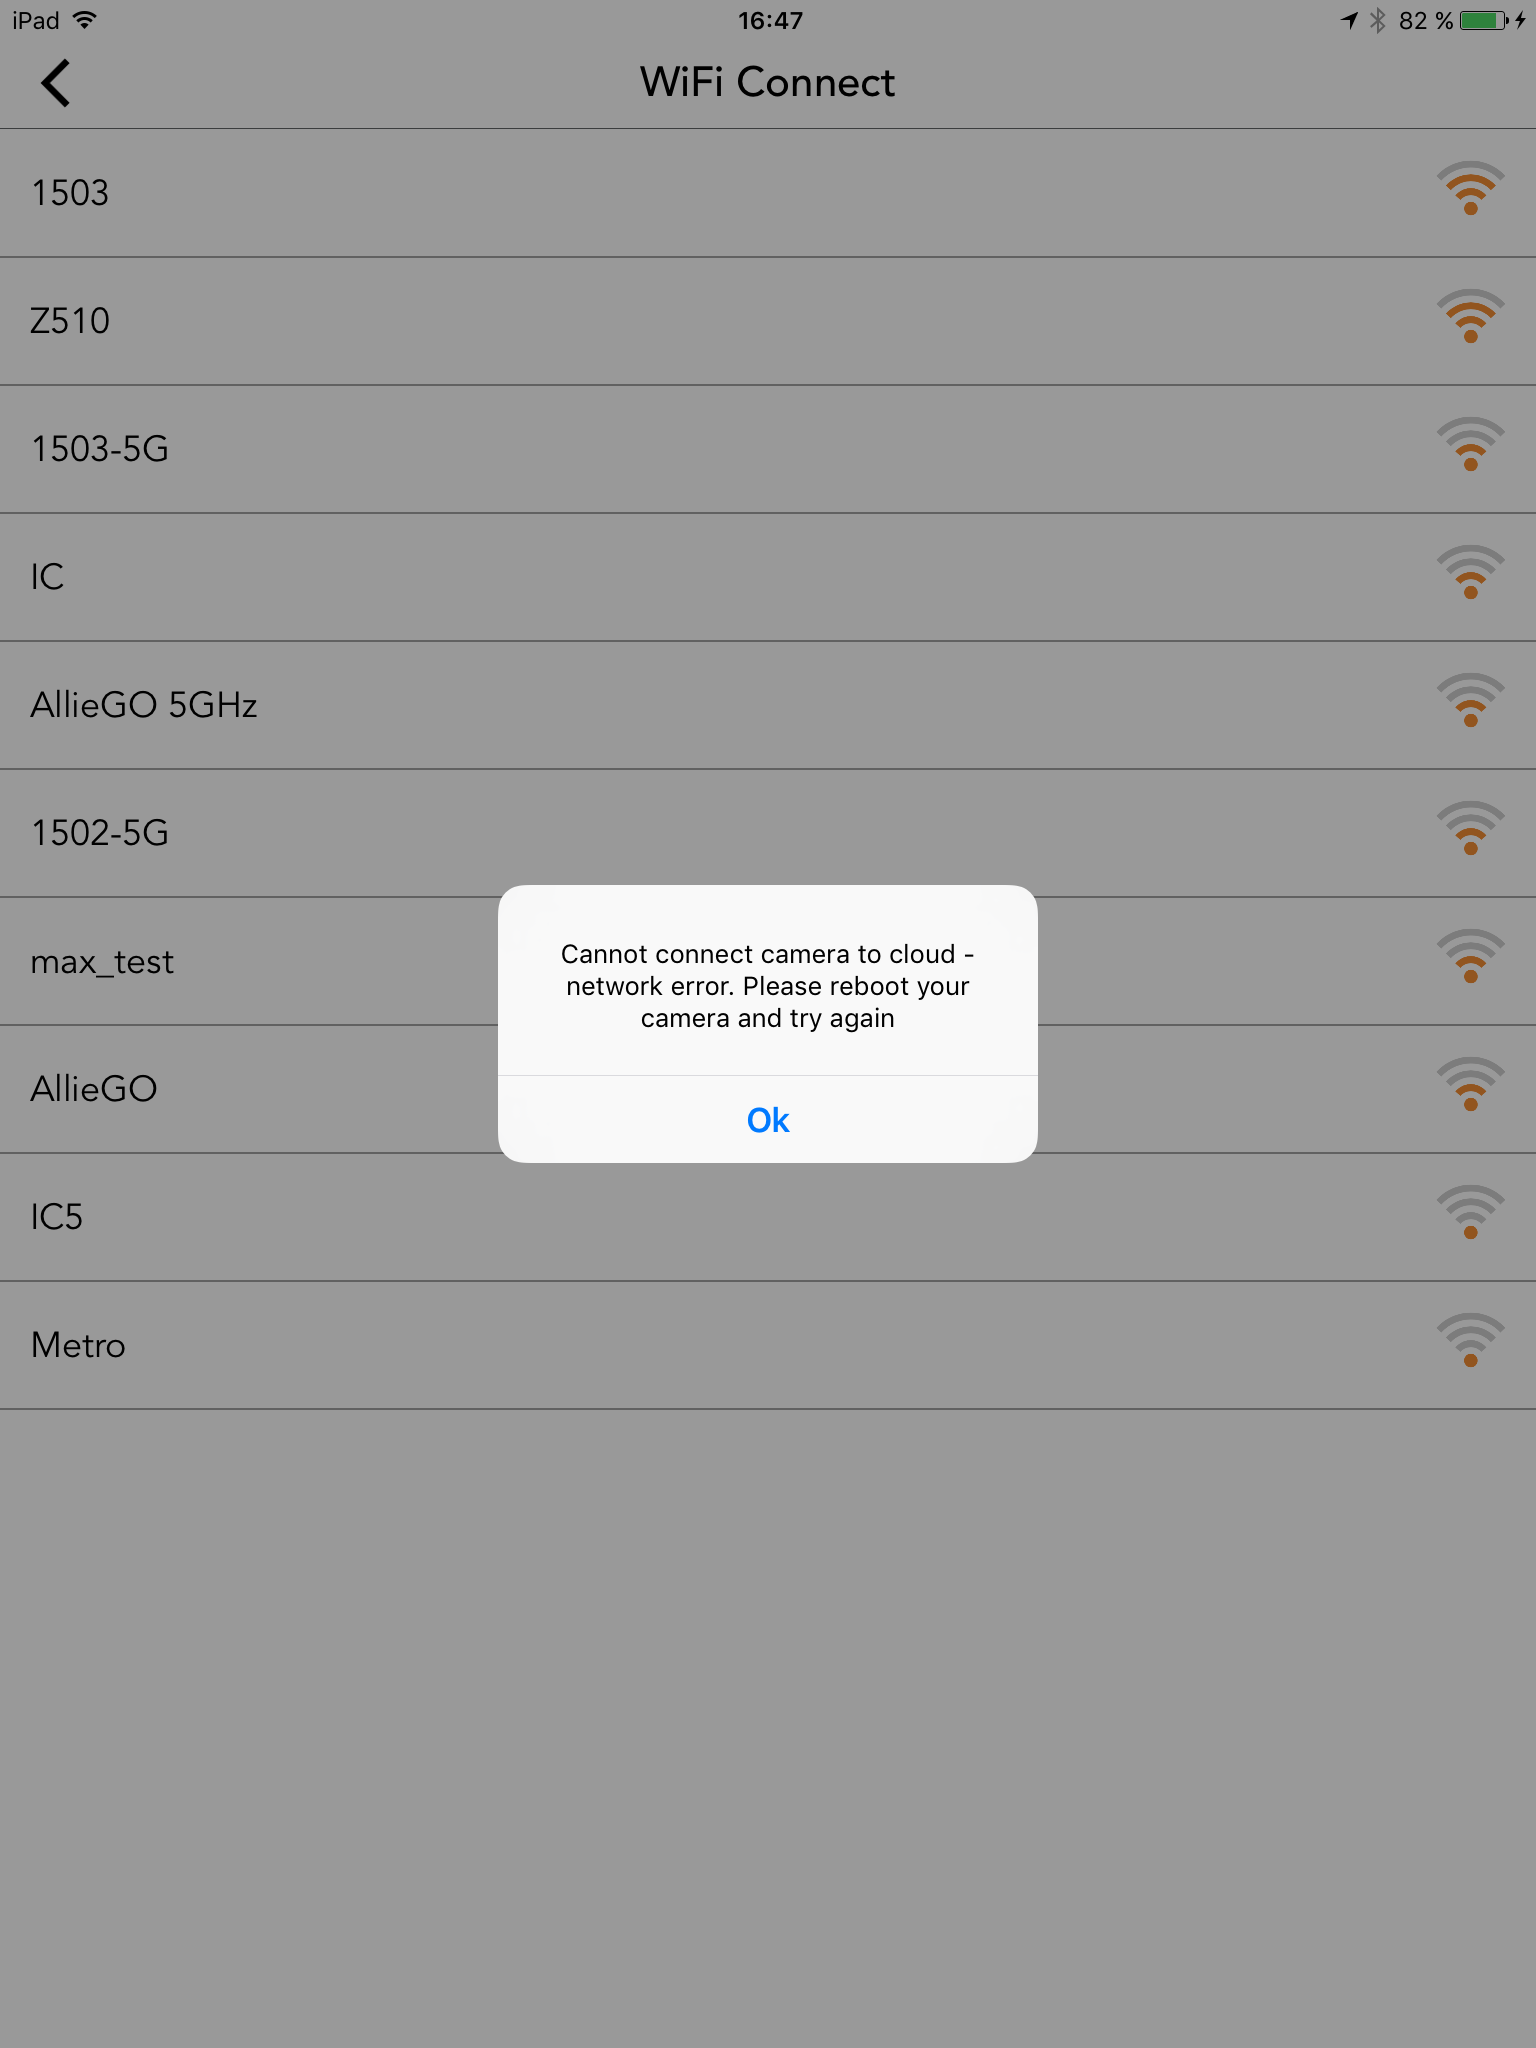 iPad 16:47 82 %
WiFi Connect
1503
Z510
1503-5G
IC
AllieGO 5GHz
1502-5G
max_test
AllieGO
IC5
Metro
Cannot connect camera to cloud -
network error. Please reboot your
camera and try again
Ok